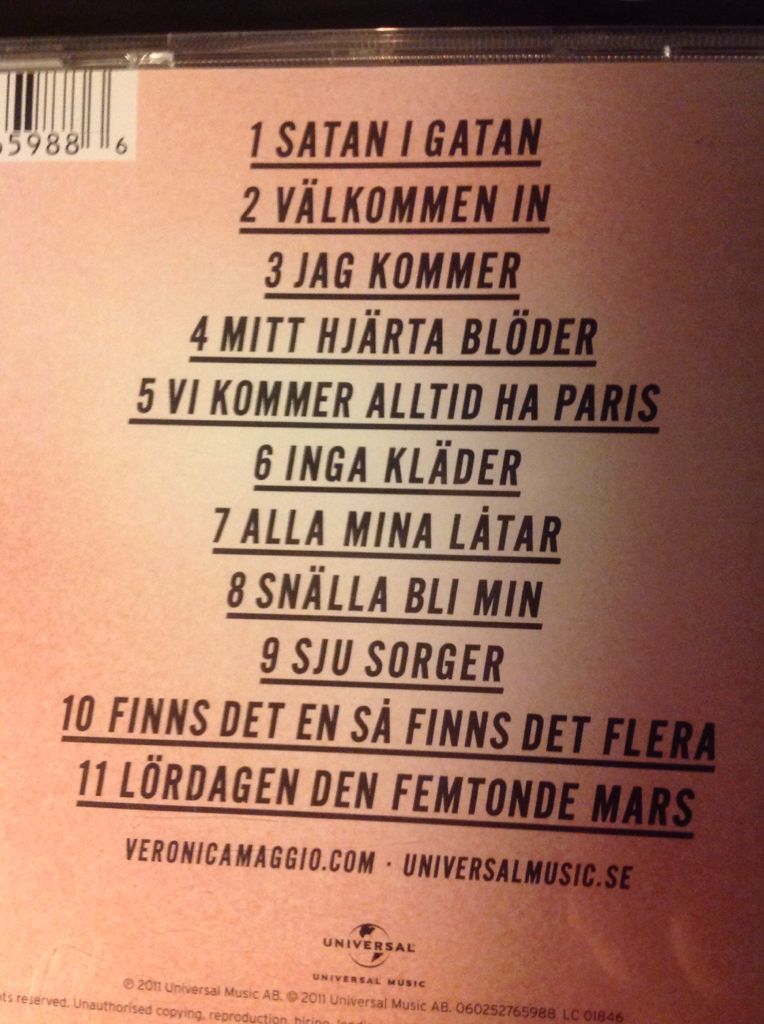 65988 6
1 SATAN I GATAN
2 VÄLKOMMEN IN
3 JAG KOMMER
4 MITT HJÄRTA BLÖDER
5 VI KOMMER ALLTID HA PARIS
6 INGA KLÄDER
7 ALLA MINA LÅTAR
8 SNÄLLA BLI MIN
9 SJU SORGER
10 FINNS DET EN SÅ FINNS DET FLERA
11 LÖRDAGEN DEN FEMTONDE MARS
VERONICAMAGGIO.COM · UNIVERSALMUSIC.SE
UNIVERSAL
UNIVERSAL MUSIC
℗ 2011 Universal Music AB. © 2011 Universal Music AB. 060252765988 LC 01846
reserved. Unauthorised copying, reproduction, hiring,